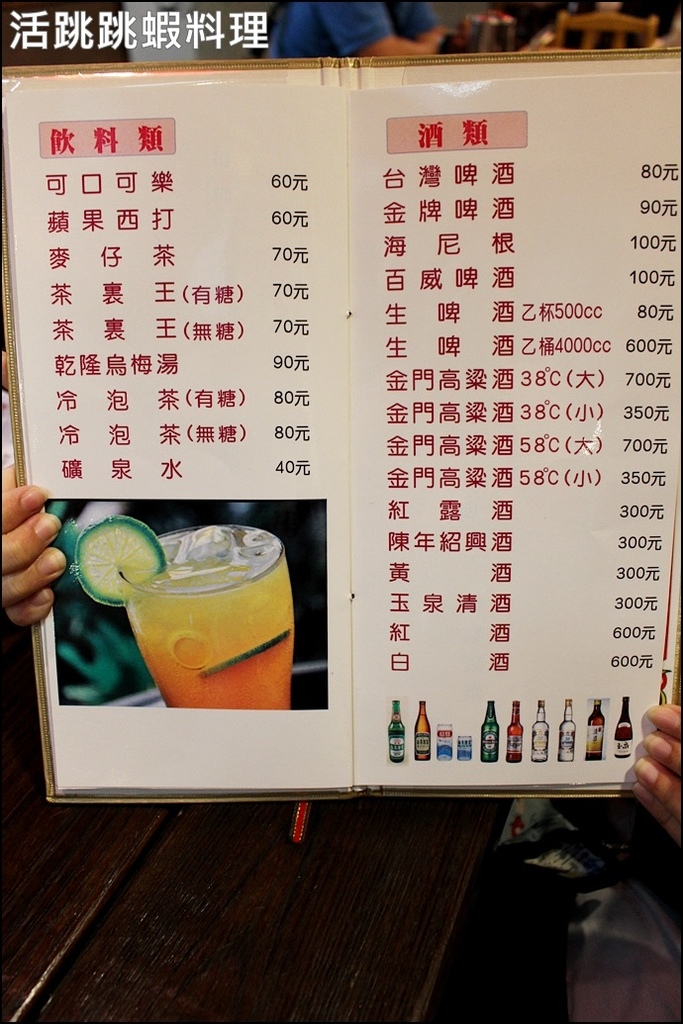 活跳跳蝦料理
飲料類
可口可樂 60元
蘋果西打 60元
麥仔茶 70元
茶裏王(有糖) 70元
茶裏王(無糖) 70元
乾隆烏梅湯 90元
冷泡茶(有糖) 80元
冷泡茶(無糖) 80元
礦泉水 40元
酒類
台灣啤酒 80元
金牌啤酒 90元
海尼根 100元
百威啤酒 100元
生啤酒乙杯500cc 80元
生啤酒乙桶4000cc 600元
金門高粱酒38℃(大) 700元
金門高粱酒38℃(小) 350元
金門高粱酒58℃(大) 700元
金門高粱酒58℃(小) 350元
紅露酒 300元
陳年紹興酒 300元
黃酒 300元
玉泉清酒 300元
紅酒 600元
白酒 600元